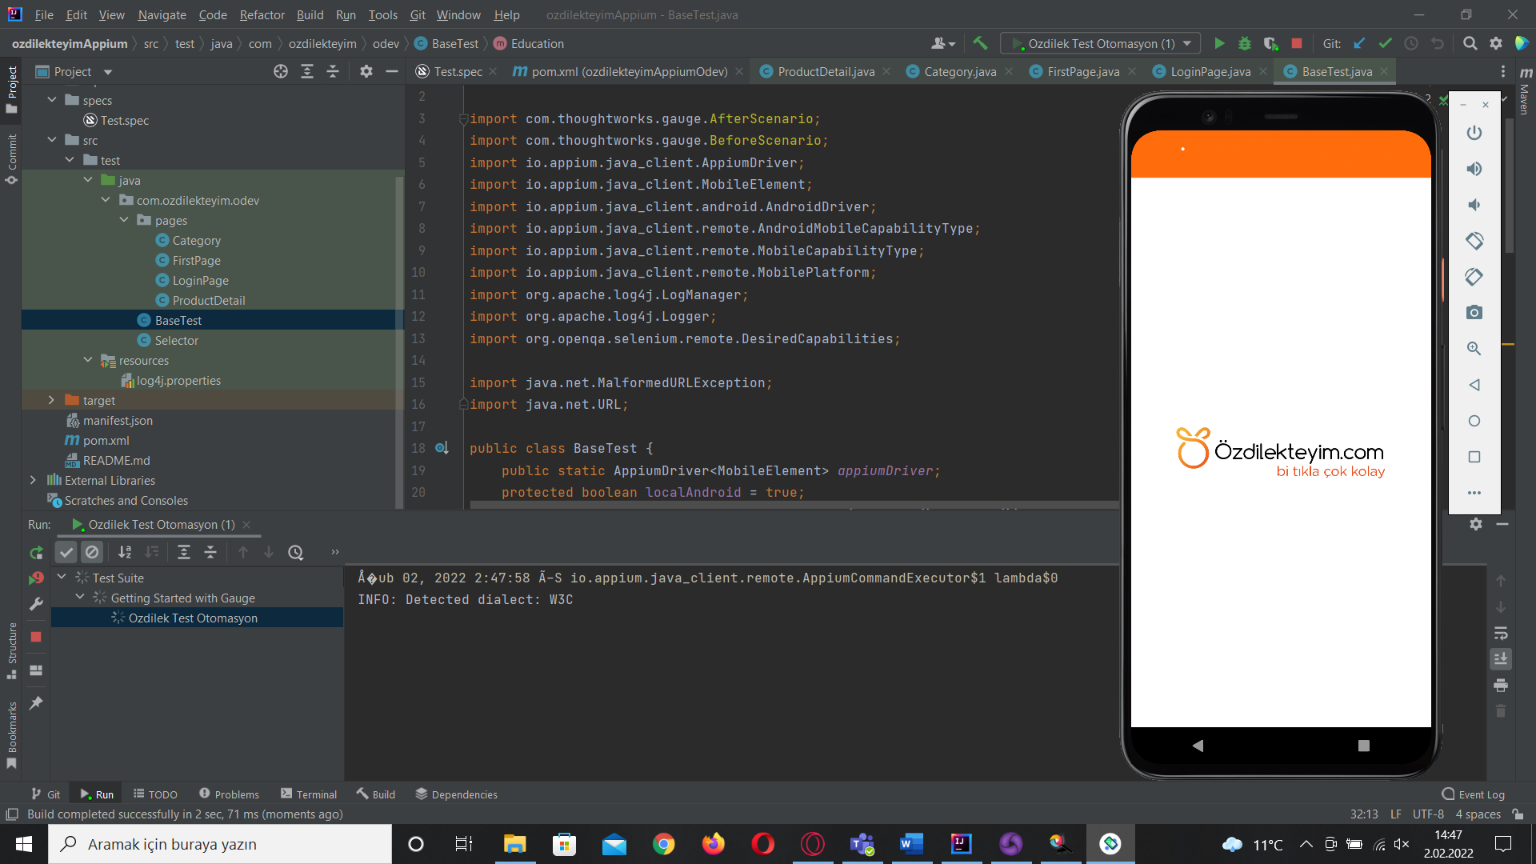 File Edit View Navigate Code Refactor Build Run Tools Git Window Help ozdilekteyimAppium - BaseTest.java
ozdilekteyimAppium src test java com ozdilekteyim odev BaseTest Education Ozdilek Test Otomasyon (1) Git:
Project Test.spec pom.xml (ozdilekteyimAppiumOdev) ProductDetail.java Category.java FirstPage.java LoginPage.java BaseTest.java
Project
Commit
Structure
Bookmarks
Maven
specs
Test.spec
src
test
java
com.ozdilekteyim.odev
pages
Category
FirstPage
LoginPage
ProductDetail
BaseTest
Selector
resources
log4j.properties
target
manifest.json
pom.xml
README.md
External Libraries
Scratches and Consoles
2
3 import com.thoughtworks.gauge.AfterScenario;
4 import com.thoughtworks.gauge.BeforeScenario;
5 import io.appium.java_client.AppiumDriver;
6 import io.appium.java_client.MobileElement;
7 import io.appium.java_client.android.AndroidDriver;
8 import io.appium.java_client.remote.AndroidMobileCapabilityType;
9 import io.appium.java_client.remote.MobileCapabilityType;
10 import io.appium.java_client.remote.MobilePlatform;
11 import org.apache.log4j.LogManager;
12 import org.apache.log4j.Logger;
13 import org.openqa.selenium.remote.DesiredCapabilities;
14
15 import java.net.MalformedURLException;
16 import java.net.URL;
17
18 public class BaseTest {
19 public static AppiumDriver<MobileElement> appiumDriver;
20 protected boolean localAndroid = true;
2
Özdilekteyim.com
bi tıkla çok kolay
Run: Ozdilek Test Otomasyon (1)
Test Suite
Getting Started with Gauge
Ozdilek Test Otomasyon
Å�ub 02, 2022 2:47:58 Ã–S io.appium.java_client.remote.AppiumCommandExecutor$1 lambda$0
INFO: Detected dialect: W3C
Git Run TODO Problems Terminal Build Dependencies Event Log
Build completed successfully in 2 sec, 71 ms (moments ago) 32:13 LF UTF-8 4 spaces
Aramak için buraya yazın 11°C 14:47
2.02.2022